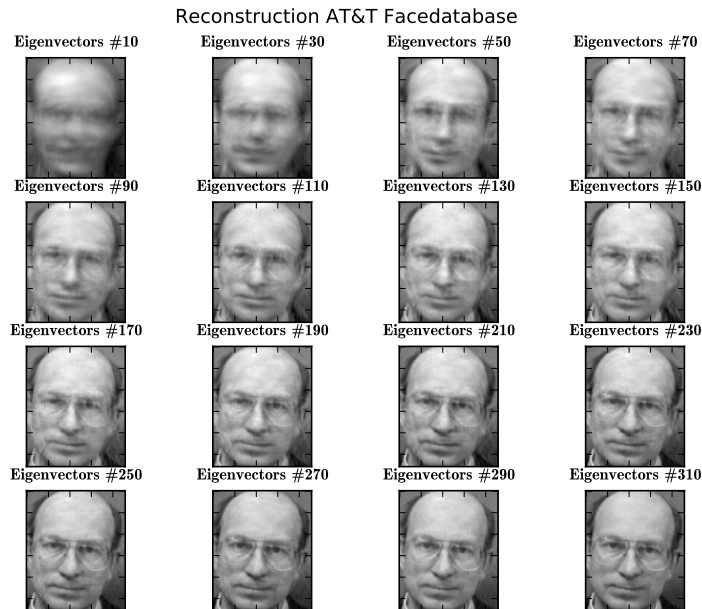 Reconstruction AT&T Facedatabase
Eigenvectors #10 Eigenvectors #30 Eigenvectors #50 Eigenvectors #70
Eigenvectors #90 Eigenvectors #110 Eigenvectors #130 Eigenvectors #150
Eigenvectors #170 Eigenvectors #190 Eigenvectors #210 Eigenvectors #230
Eigenvectors #250 Eigenvectors #270 Eigenvectors #290 Eigenvectors #310